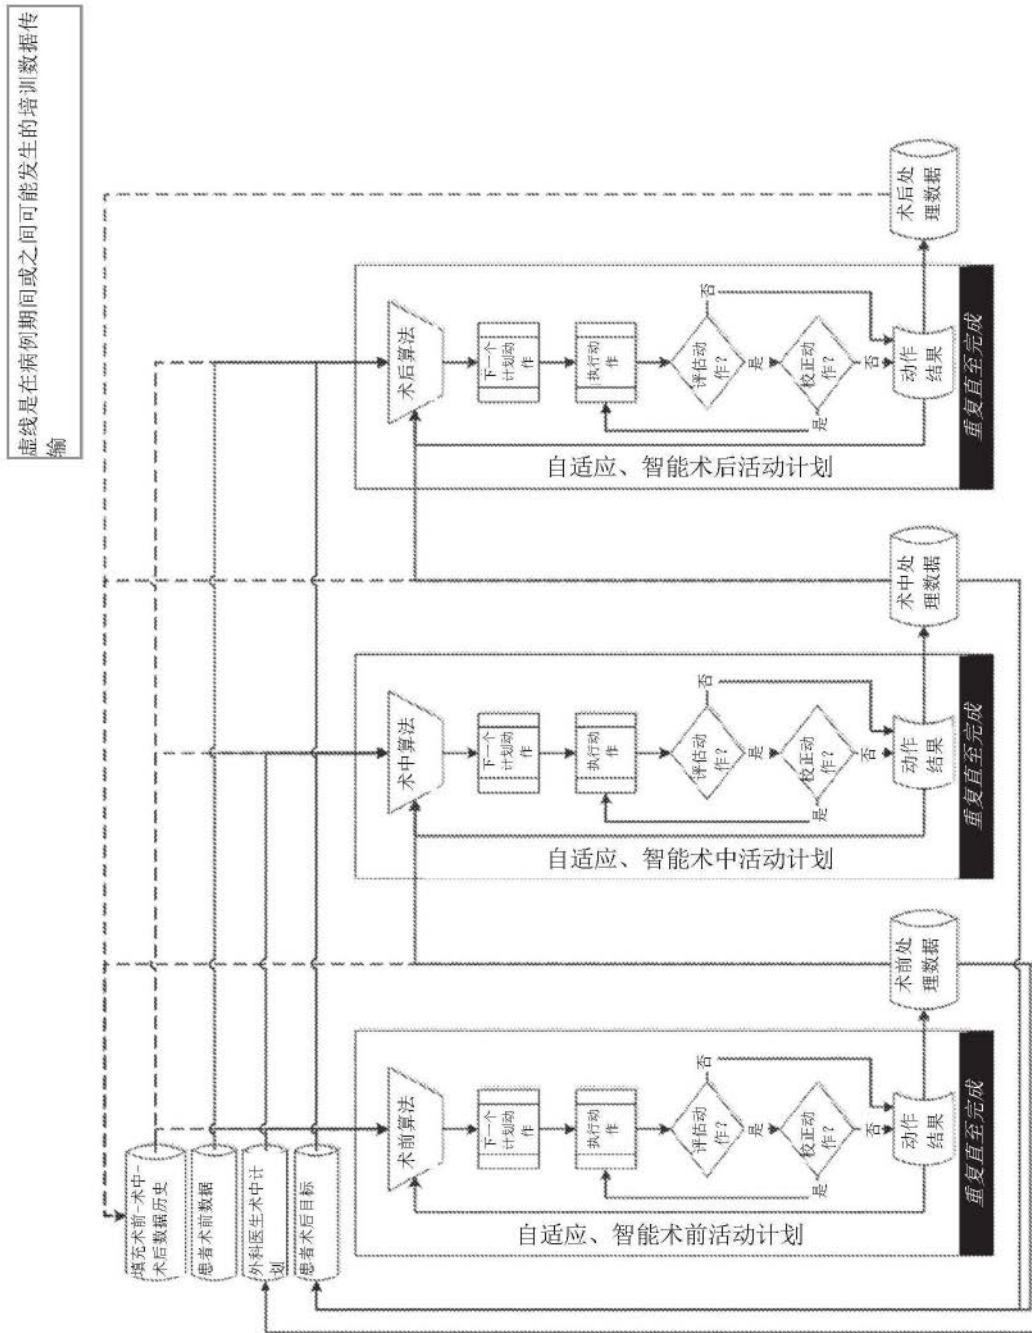 虚线是在病例期间或之间可能发生的培训数据传
输
填充术前-术中-
术后数据历史
患者术前数据
外科医生术中计
划
患者术后目标
术前算法
下一个
计划动
作
执行动
作
评估动
作?
否
是
校正动
作?
否
是
动作
结果
自适应、智能术前活动计划
重复直至完成
术前处
理数据
术中算法
下一个
计划动
作
执行动
作
评估动
作?
否
是
校正动
作?
否
是
动作
结果
自适应、智能术中活动计划
重复直至完成
术中处
理数据
术后算法
下一个
计划动
作
执行动
作
评估动
作?
否
是
校正动
作?
否
是
动作
结果
自适应、智能术后活动计划
重复直至完成
术后处
理数据